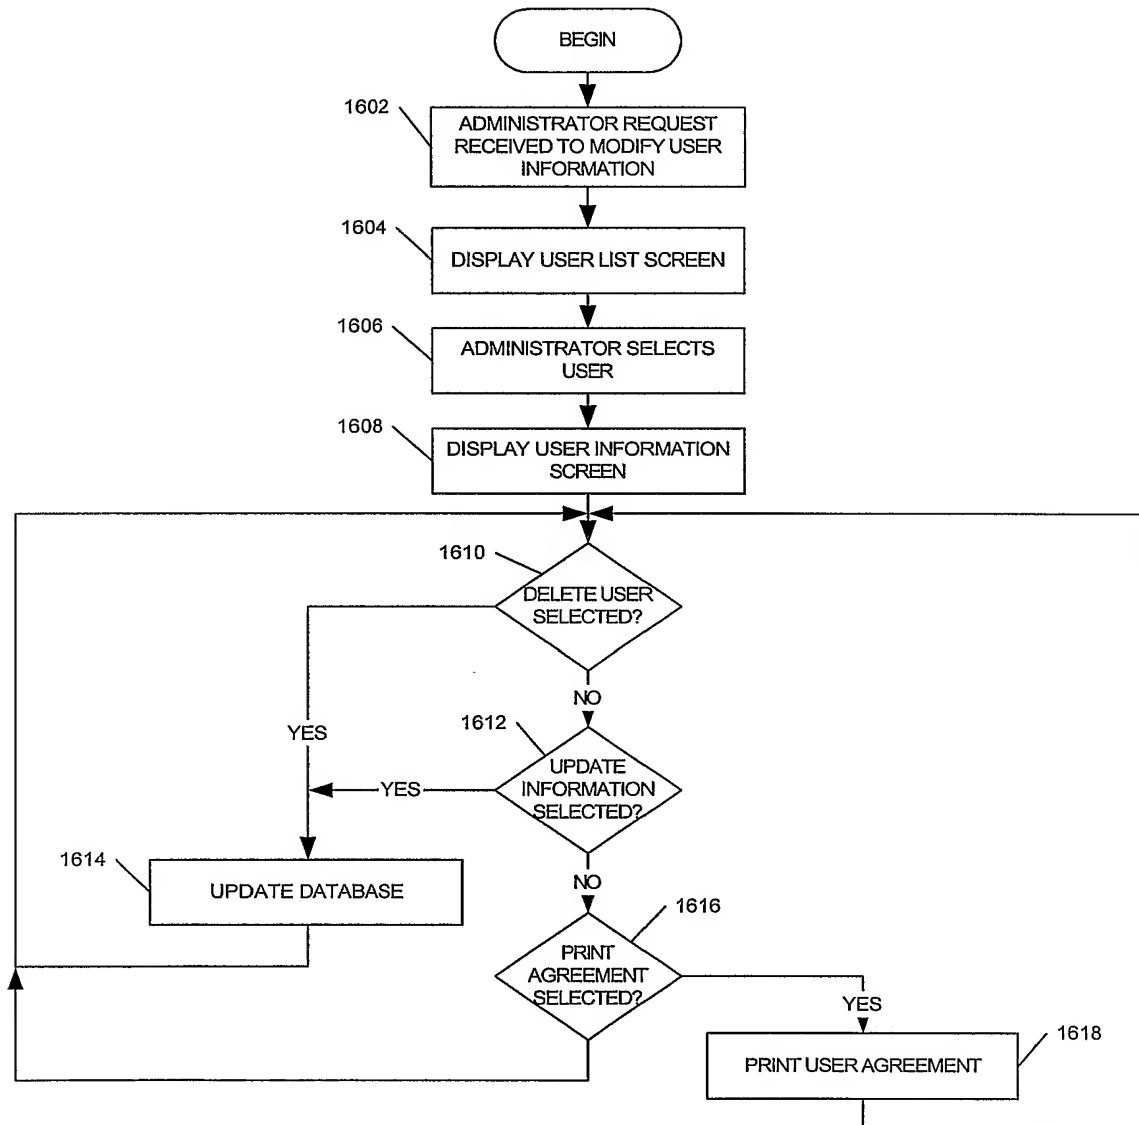 BEGIN
1602
ADMINISTRATOR REQUEST
RECEIVED TO MODIFY USER
INFORMATION
1604
DISPLAY USER LIST SCREEN
1606
ADMINISTRATOR SELECTS
USER
1608
DISPLAY USER INFORMATION
SCREEN
1610
DELETE USER
SELECTED?
NO
YES
1612
UPDATE
INFORMATION
SELECTED?
YES
1614
UPDATE DATABASE
NO
1616
PRINT
AGREEMENT
SELECTED?
YES
1618
PRINT USER AGREEMENT